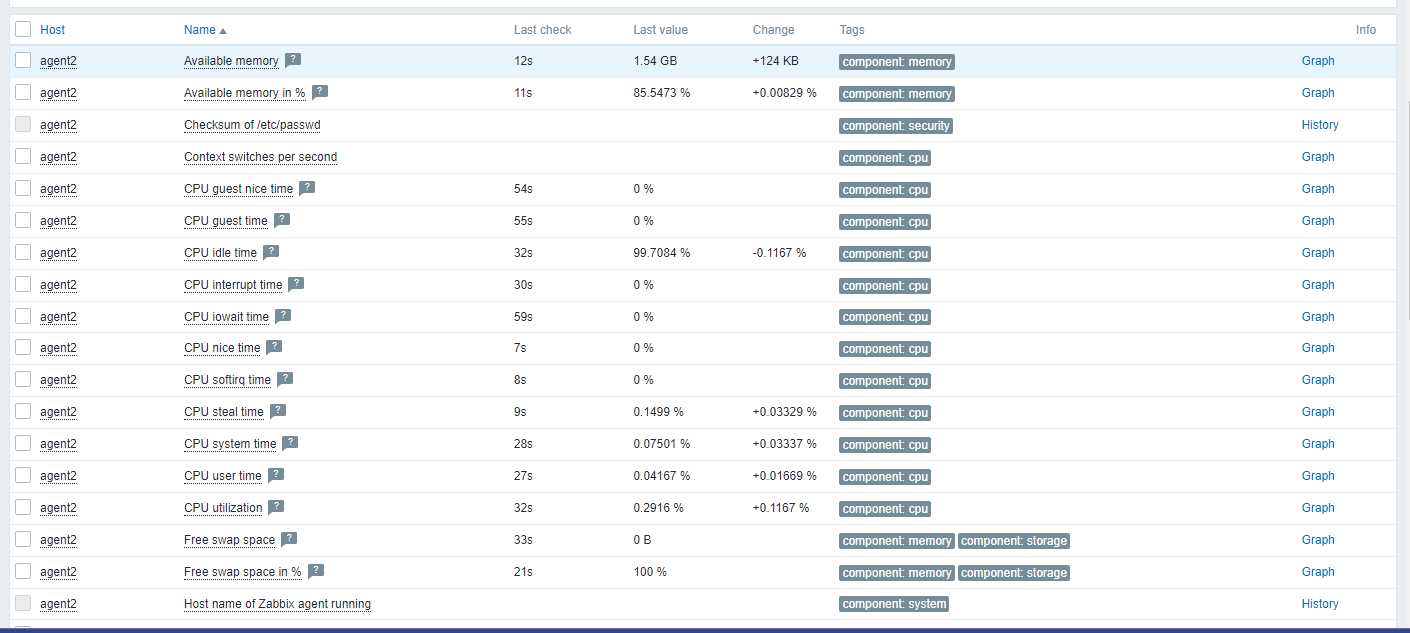 Host Name Last check Last value Change Tags Info
agent2 Available memory ? 12s 1.54 GB +124 KB component: memory Graph
agent2 Available memory in % ? 11s 85.5473 % +0.00829 % component: memory Graph
agent2 Checksum of /etc/passwd component: security History
agent2 Context switches per second component: cpu Graph
agent2 CPU guest nice time ? 54s 0 % component: cpu Graph
agent2 CPU guest time ? 55s 0 % component: cpu Graph
agent2 CPU idle time ? 32s 99.7084 % -0.1167 % component: cpu Graph
agent2 CPU interrupt time ? 30s 0 % component: cpu Graph
agent2 CPU iowait time ? 59s 0 % component: cpu Graph
agent2 CPU nice time ? 7s 0 % component: cpu Graph
agent2 CPU softirq time ? 8s 0 % component: cpu Graph
agent2 CPU steal time ? 9s 0.1499 % +0.03329 % component: cpu Graph
agent2 CPU system time ? 28s 0.07501 % +0.03337 % component: cpu Graph
agent2 CPU user time ? 27s 0.04167 % +0.01669 % component: cpu Graph
agent2 CPU utilization ? 32s 0.2916 % +0.1167 % component: cpu Graph
agent2 Free swap space ? 33s 0 B component: memory component: storage Graph
agent2 Free swap space in % ? 21s 100 % component: memory component: storage Graph
agent2 Host name of Zabbix agent running component: system History